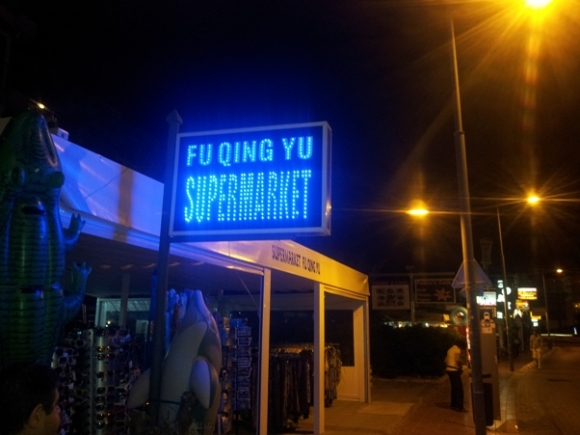 FU QING YU
SUPERMARKET
SUPERMARKET FU QING YU